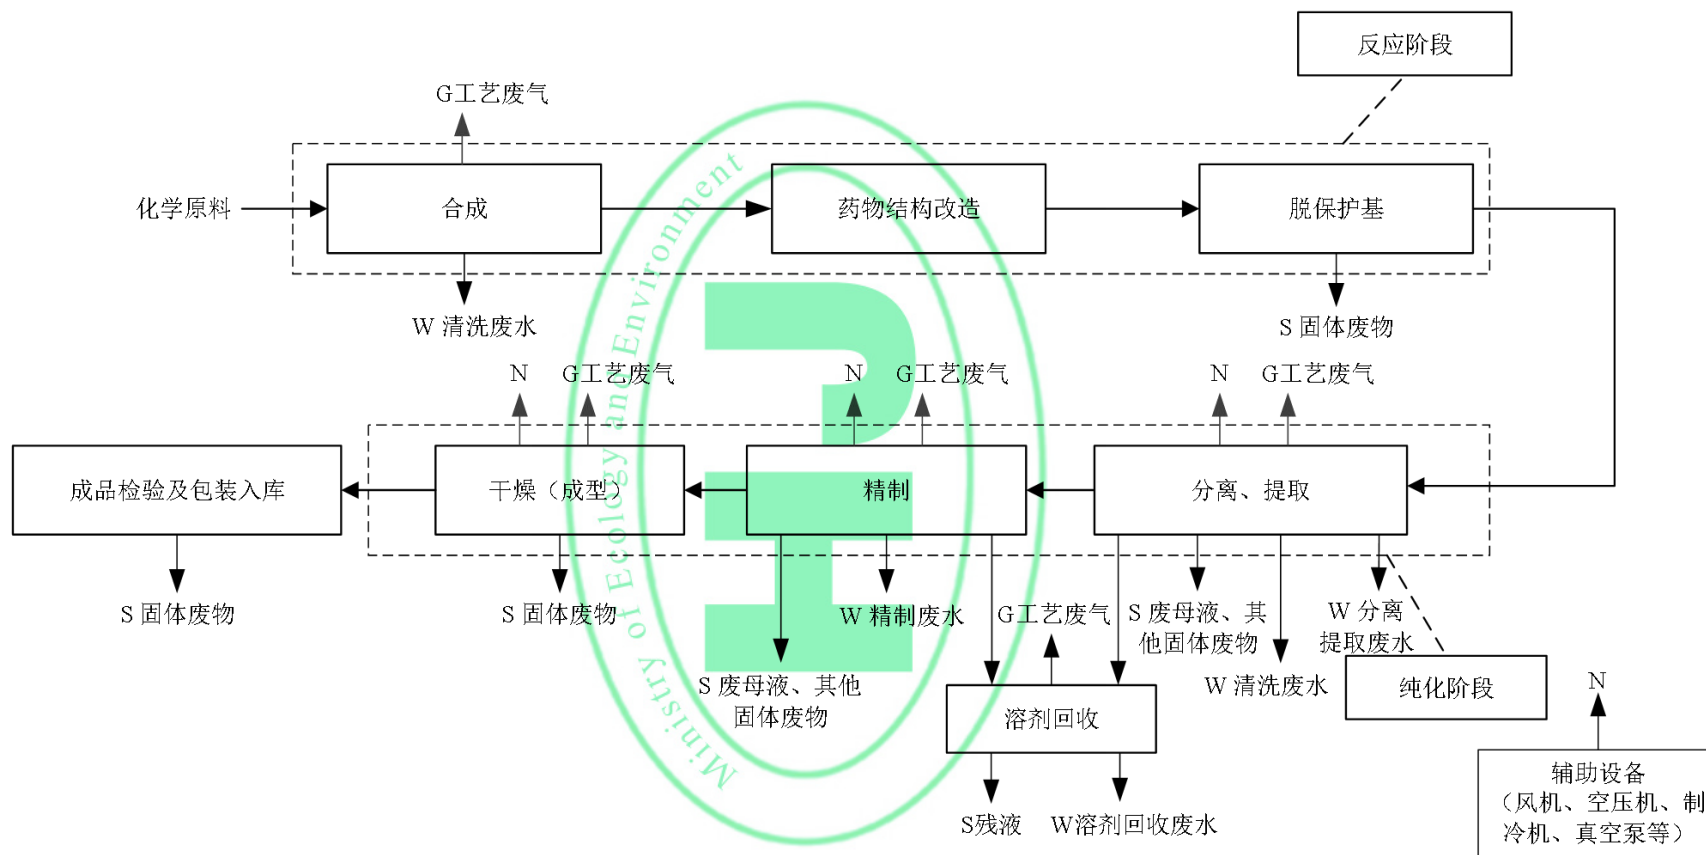 反应阶段
G工艺废气
化学原料
合成
药物结构改造
脱保护基
W 清洗废水
S 固体废物
N
G工艺废气
N
G工艺废气
N
G工艺废气
成品检验及包装入库
干燥（成型）
精制
分离、提取
S 固体废物
S 固体废物
W 精制废水
G工艺废气
S 废母液、其
他固体废物
W 分离
提取废水
S 废母液、其他
固体废物
W 清洗废水
纯化阶段
N
溶剂回收
S残液
W溶剂回收废水
辅助设备
（风机、空压机、制
冷机、真空泵等）
Ministry of Ecology and Environment